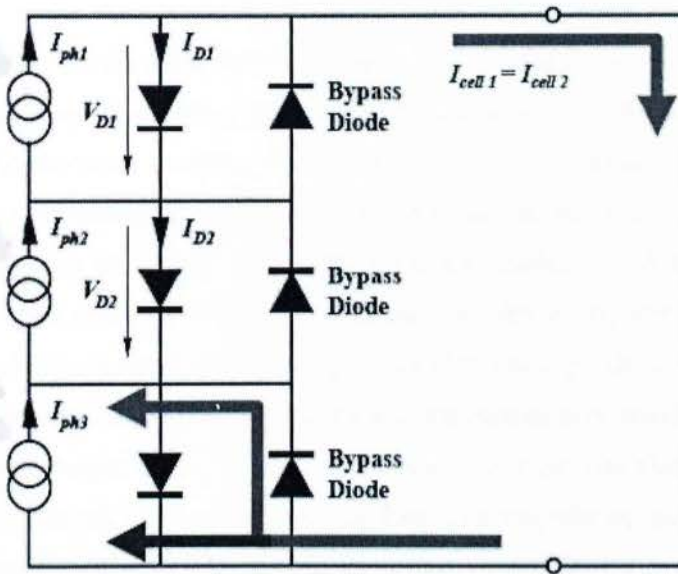 I_ph1
I_D1
V_D1
Bypass
Diode
I_cell 1 = I_cell 2
I_ph2
I_D2
V_D2
Bypass
Diode
I_ph3
Bypass
Diode